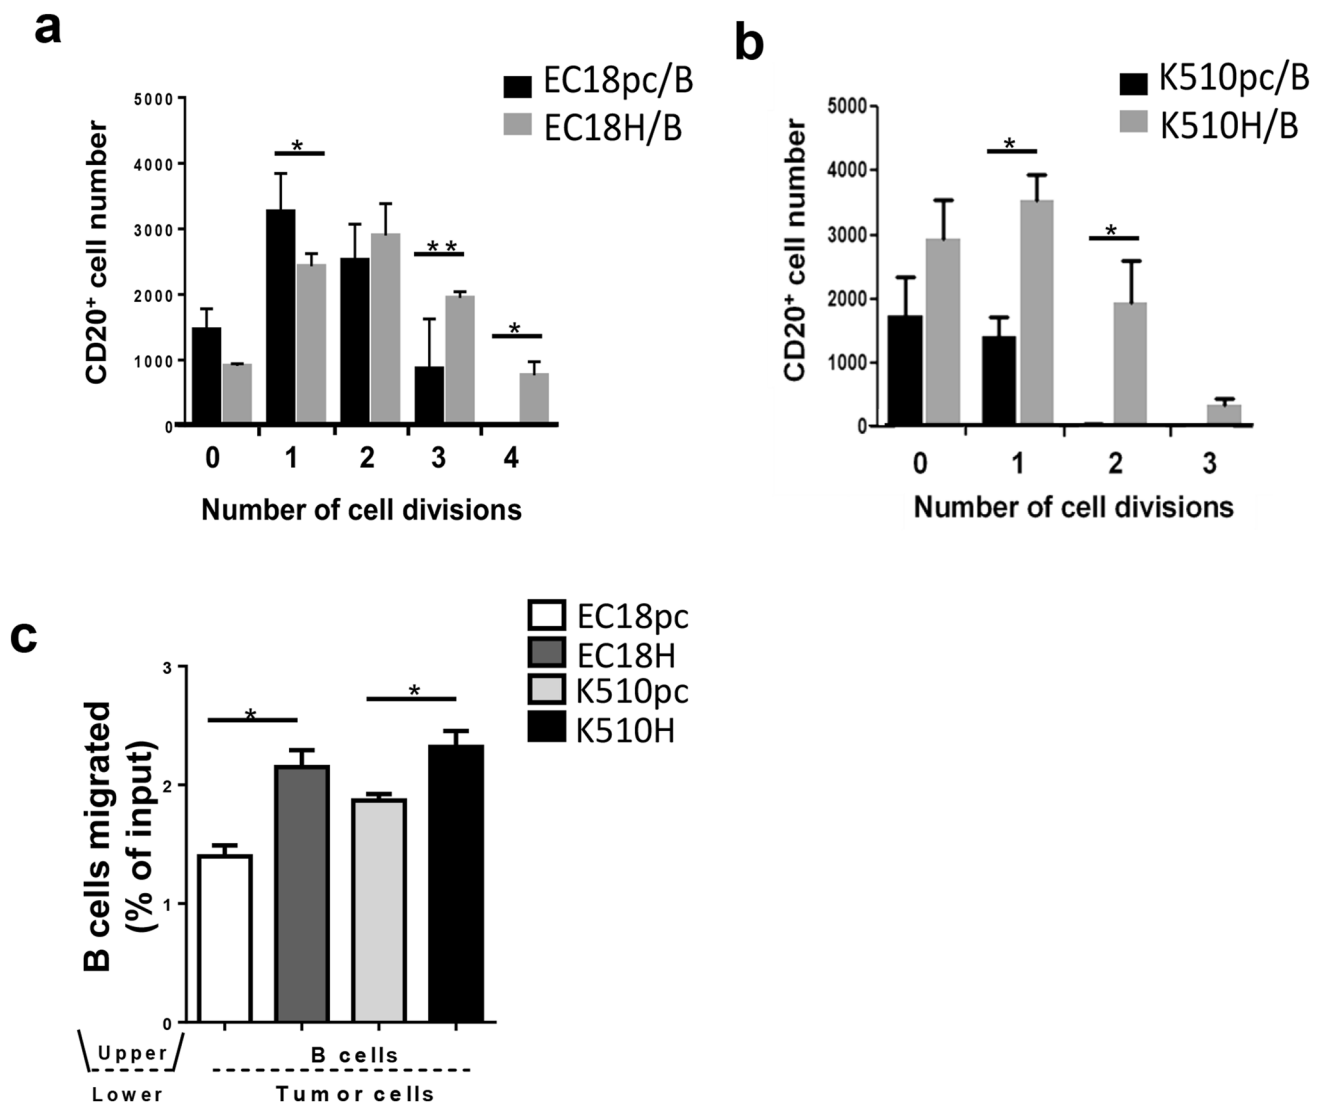 a
EC18pc/B
EC18H/B
CD20⁺ cell number
5000
4000
3000
2000
1000
0
*
**
*
0 1 2 3 4
Number of cell divisions
b
K510pc/B
K510H/B
CD20⁺ cell number
5000
4000
3000
2000
1000
0
*
*
0 1 2 3
Number of cell divisions
c
EC18pc
EC18H
K510pc
K510H
B cells migrated
(% of input)
3
2
1
0
*
*
Upper B cells
Lower Tumor cells